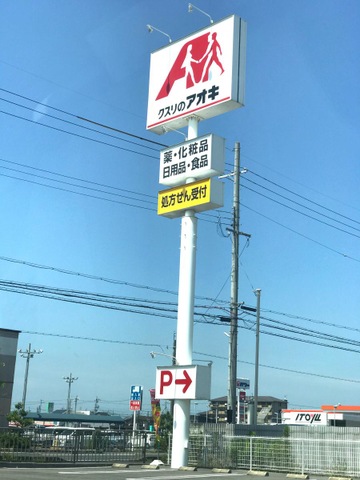 クスリのアオキ
薬・化粧品
日用品・食品
処方せん受付
P→